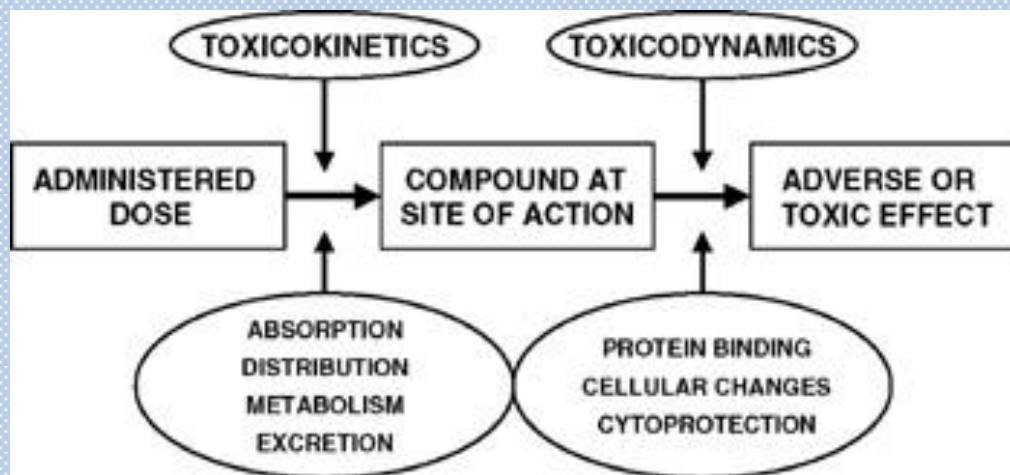 TOXICOKINETICS
TOXICODYNAMICS
ADMINISTERED
DOSE
COMPOUND AT
SITE OF ACTION
ADVERSE OR
TOXIC EFFECT
ABSORPTION
DISTRIBUTION
METABOLISM
EXCRETION
PROTEIN BINDING
CELLULAR CHANGES
CYTOPROTECTION